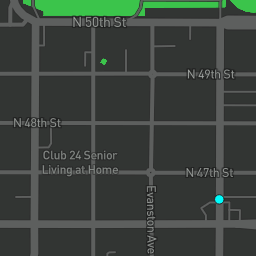 N 50th St
N 49th St
N 48th St
Club 24 Senior
Living at Home
N 47th St
Evanston Ave